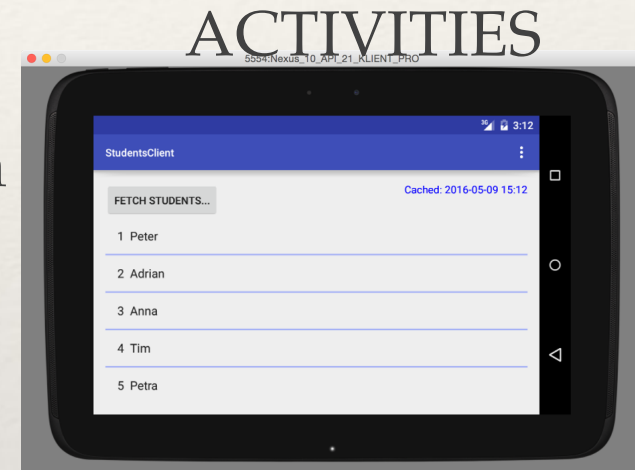 ACTIVITIES
5554:Nexus_10_API_21_KLIENT_PRO
3G 3:12
StudentsClient
FETCH STUDENTS...
Cached: 2016-05-09 15:12
1 Peter
2 Adrian
3 Anna
4 Tim
5 Petra